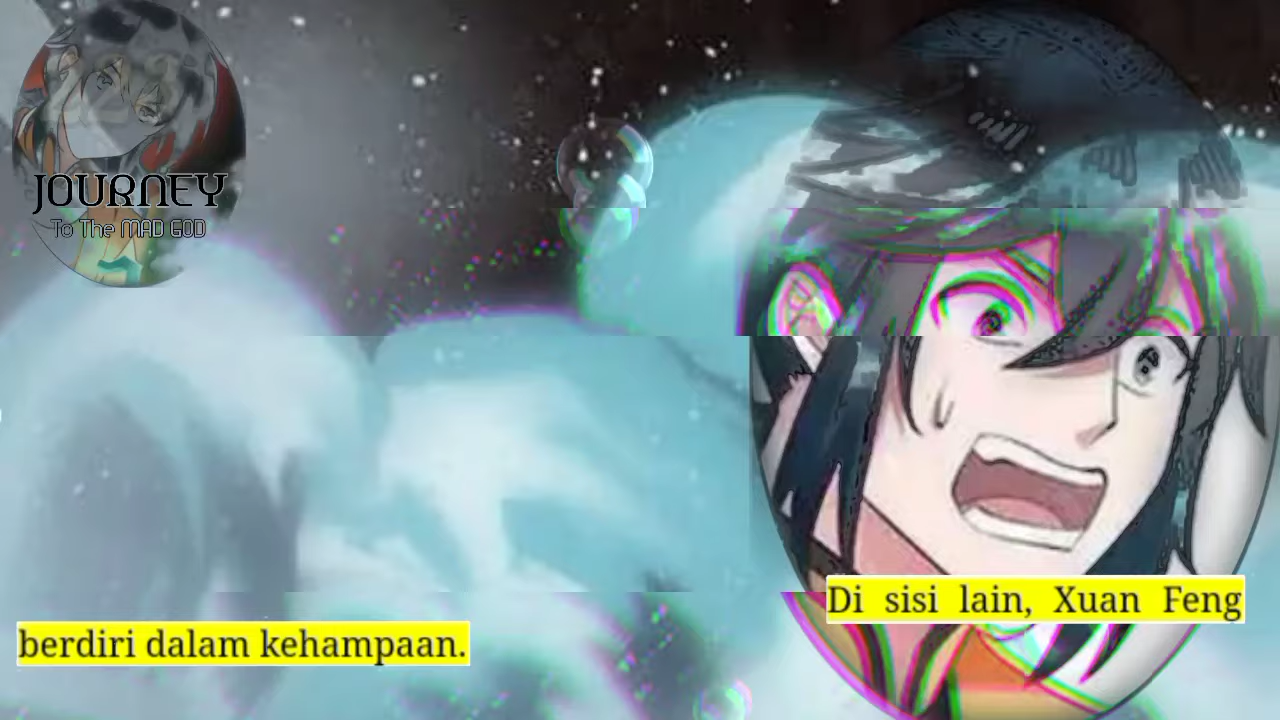 JOURNEY
To The MAD GOD
Di sisi lain, Xuan Feng
berdiri dalam kehampaan.